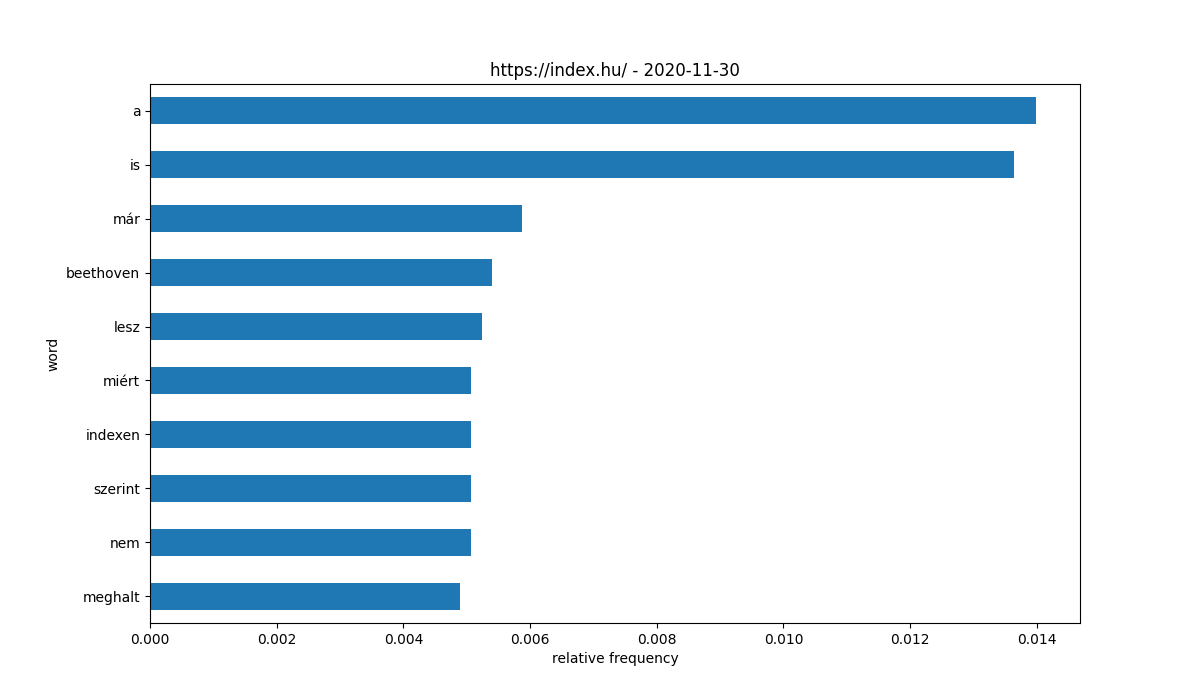 https://index.hu/ - 2020-11-30
a
is
már
beethoven
lesz
miért
indexen
szerint
nem
meghalt
word
0.000 0.002 0.004 0.006 0.008 0.010 0.012 0.014
relative frequency